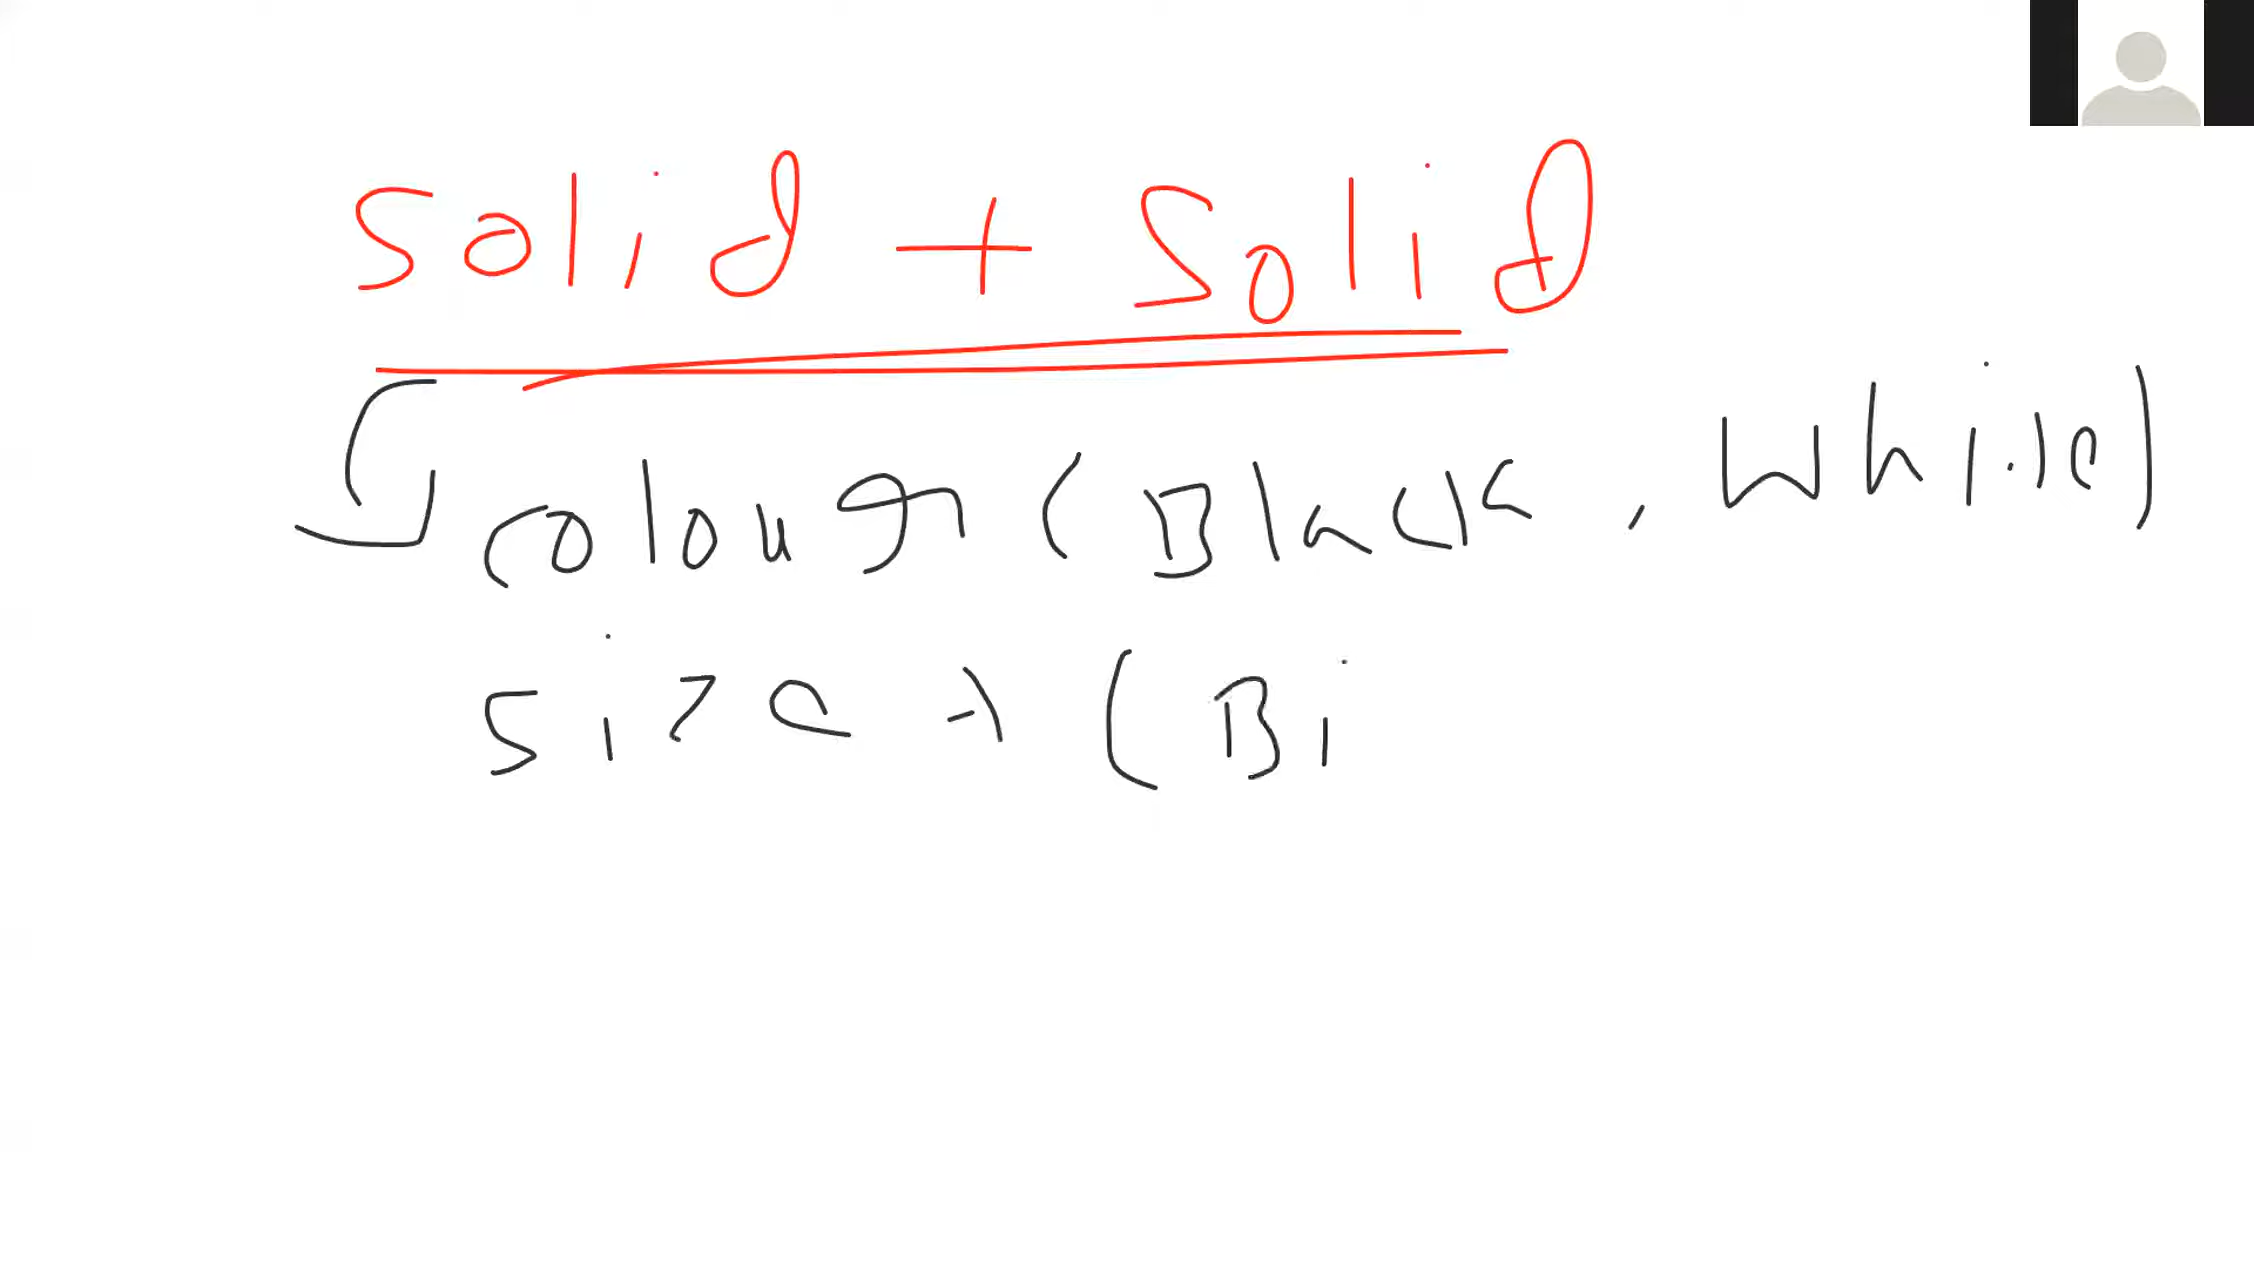 Solid + Solid
colour (Black, White)
Size → (Bi